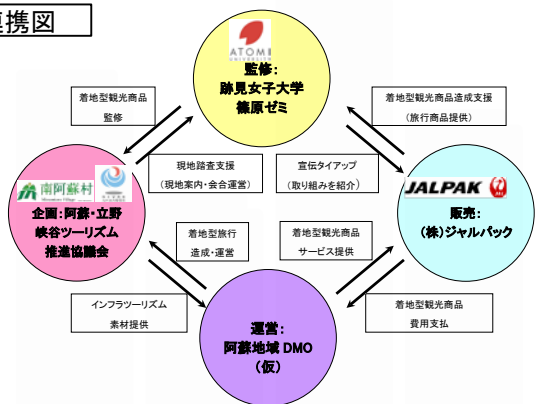 連携図
ATOMI
UNIVERSITY
監修：
跡見女子大学
篠原ゼミ
着地型観光商品
監修
着地型観光商品造成支援
（旅行商品提供）
現地踏査支援
（現地案内・会合運営）
宣伝タイアップ
（取り組みを紹介）
南阿蘇村
企画：阿蘇・立野
峡谷ツーリズム
推進協議会
JALPAK
販売：
（株）ジャルパック
着地型旅行
造成・運営
着地型観光商品
サービス提供
インフラツーリズム
素材提供
着地型観光商品
費用支払
運営：
阿蘇地域 DMO
（仮）